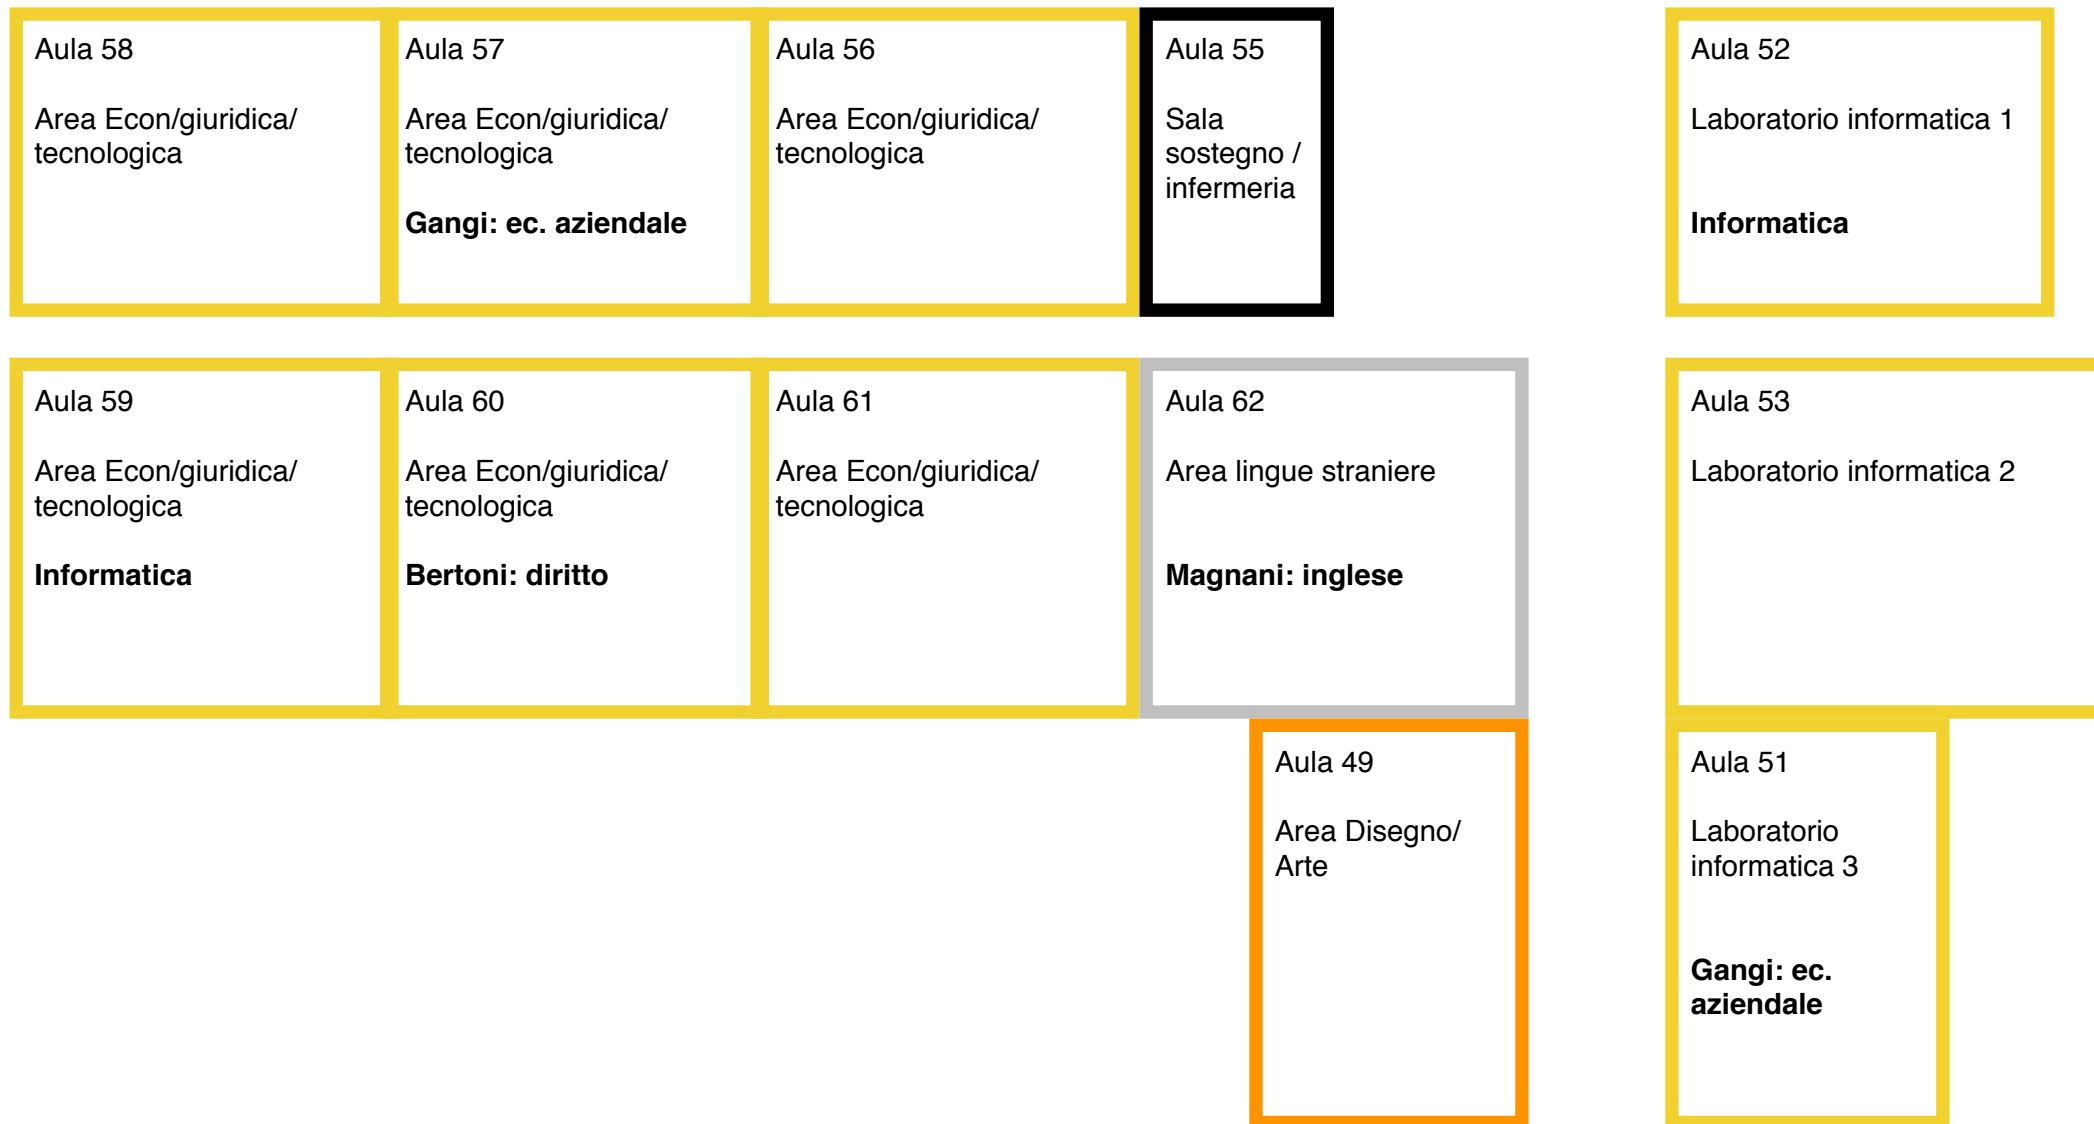 Aula 58
Area Econ/giuridica/
tecnologica
Aula 57
Area Econ/giuridica/
tecnologica
Gangi: ec. aziendale
Aula 56
Area Econ/giuridica/
tecnologica
Aula 55
Sala
sostegno /
infermeria
Aula 52
Laboratorio informatica 1
Informatica
Aula 59
Area Econ/giuridica/
tecnologica
Informatica
Aula 60
Area Econ/giuridica/
tecnologica
Bertoni: diritto
Aula 61
Area Econ/giuridica/
tecnologica
Aula 62
Area lingue straniere
Magnani: inglese
Aula 53
Laboratorio informatica 2
Aula 49
Area Disegno/
Arte
Aula 51
Laboratorio
informatica 3
Gangi: ec.
aziendale